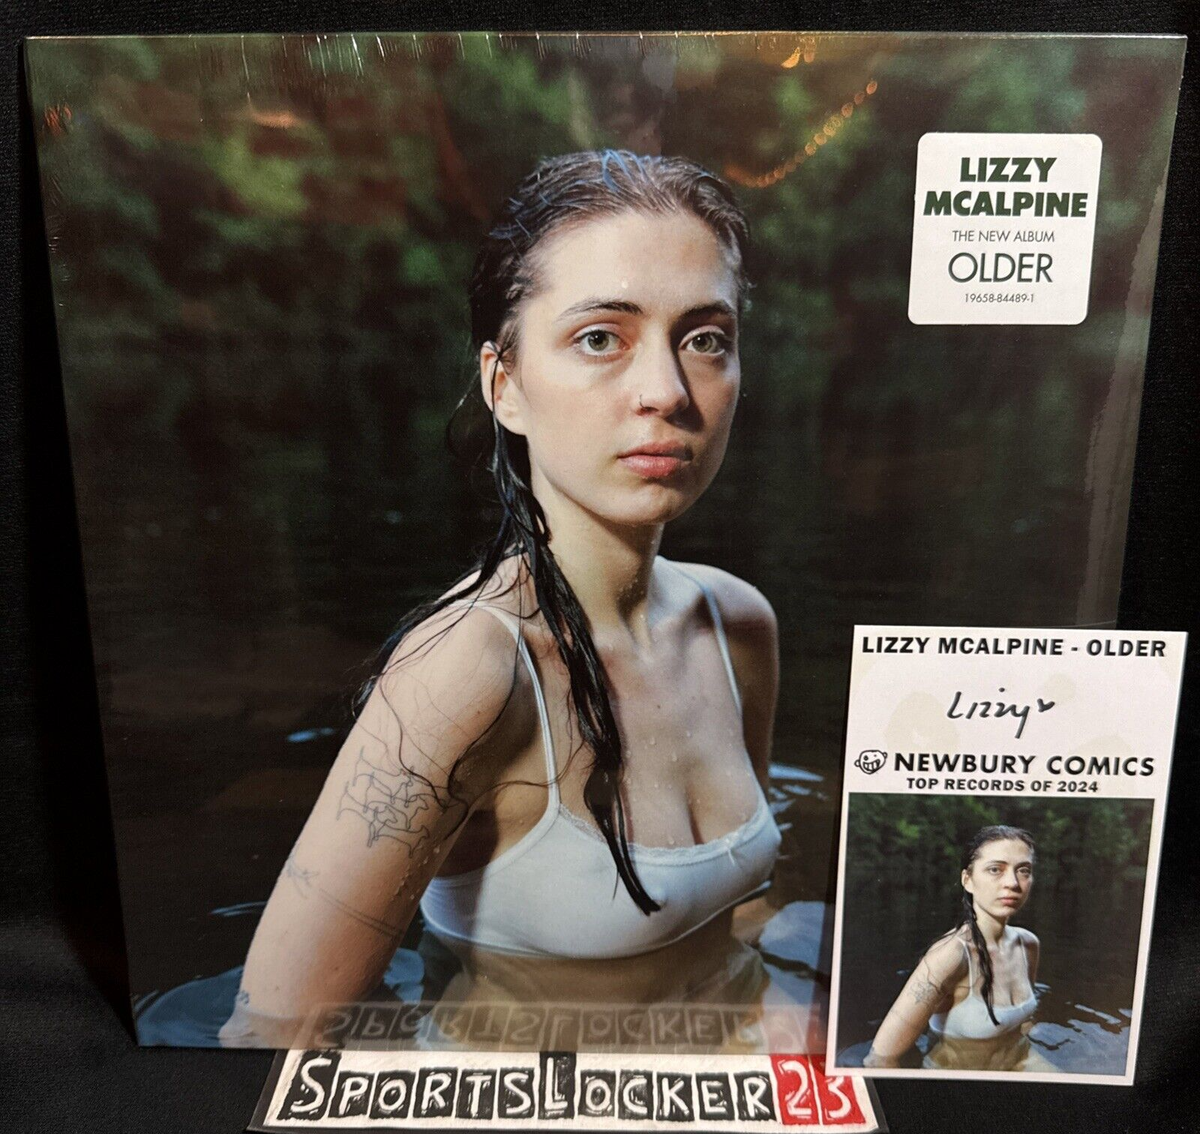 LIZZY
MCALPINE
THE NEW ALBUM
OLDER
19658-84489-1
LIZZY MCALPINE - OLDER
Lizzy
NEWBURY COMICS
TOP RECORDS OF 2024
SPORTSLOCKER
SPORTSLOCKER23